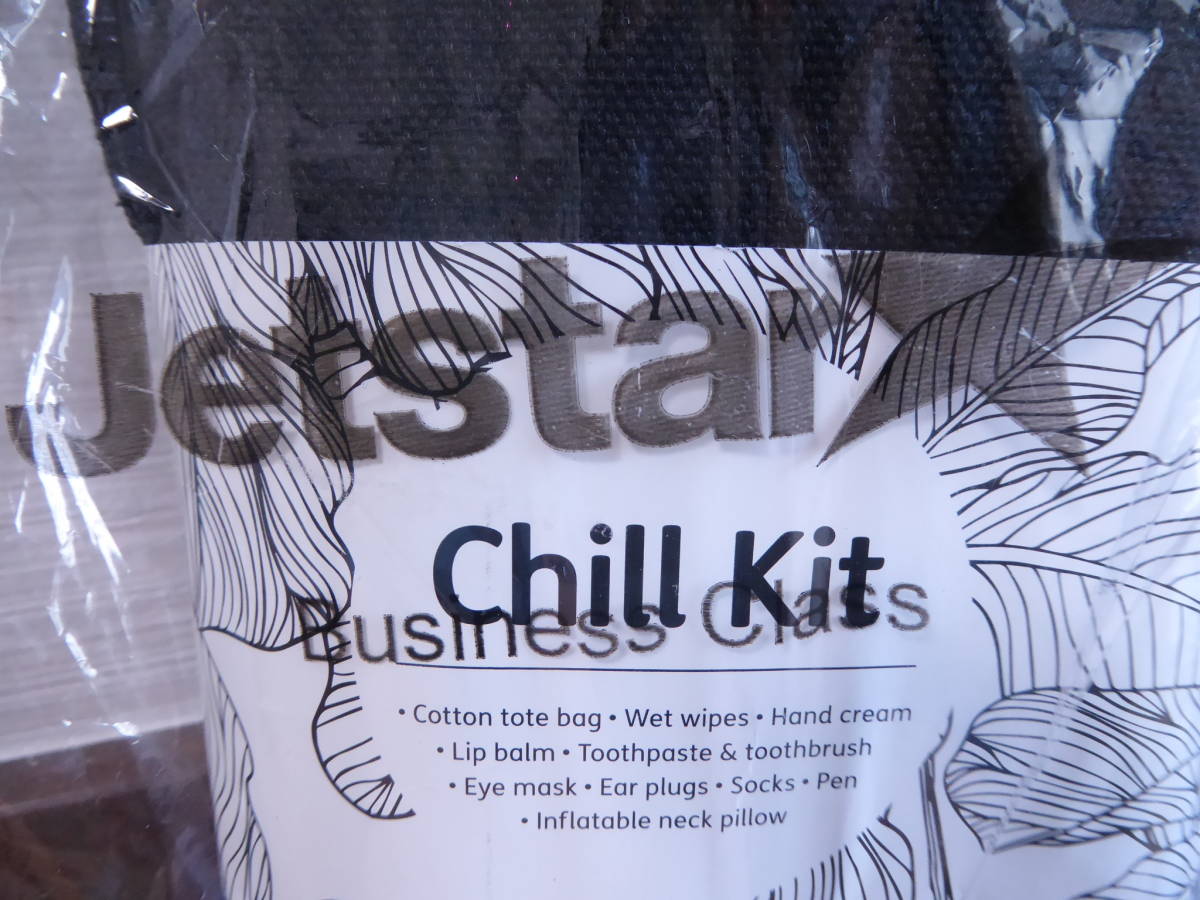 Jetstar
Chill Kit
Business Class
• Cotton tote bag • Wet wipes • Hand cream
• Lip balm • Toothpaste & toothbrush
• Eye mask • Ear plugs • Socks • Pen
• Inflatable neck pillow